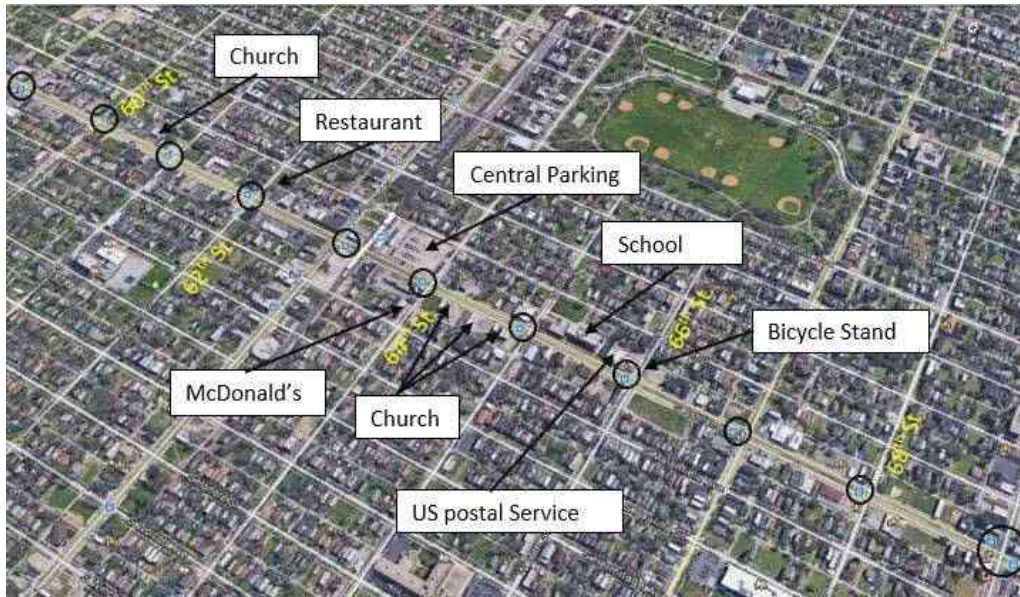 Church
60th St
Restaurant
Central Parking
School
62nd St
66th St
Bicycle Stand
64th St
McDonald's
Church
68th St
US postal Service